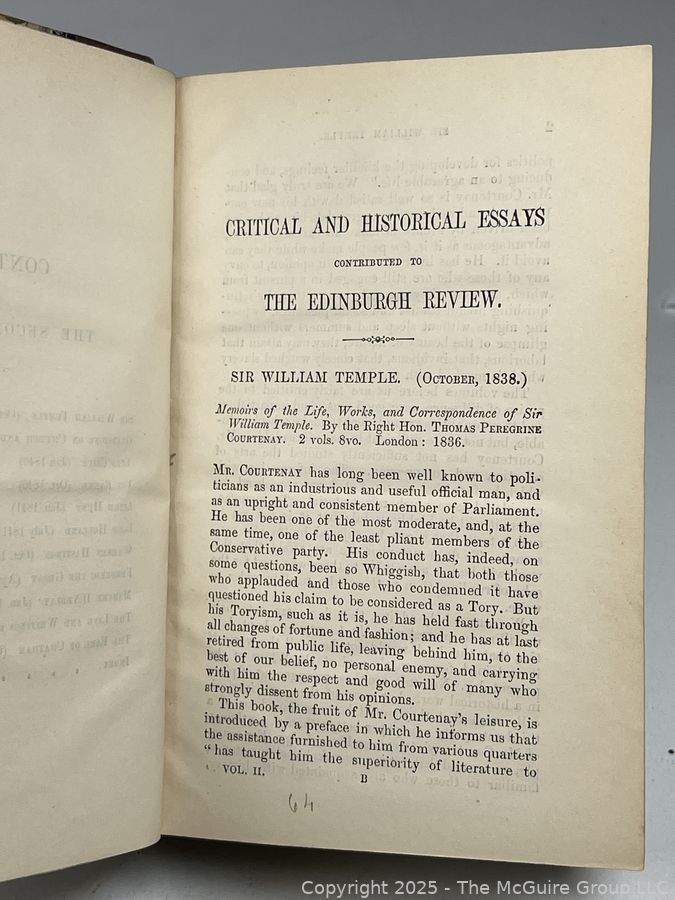 CRITICAL AND HISTORICAL ESSAYS
CONTRIBUTED TO
THE EDINBURGH REVIEW.
SIR WILLIAM TEMPLE. (OCTOBER, 1838.)
Memoirs of the Life, Works, and Correspondence of Sir
William Temple. By the Right Hon. THOMAS PEREGRINE
COURTENAY. 2 vols. 8vo. London: 1836.
MR. COURTENAY has long been well known to poli-
ticians as an industrious and useful official man, and
as an upright and consistent member of Parliament.
He has been one of the most moderate, and, at the
same time, one of the least pliant members of the
Conservative party. His conduct has, indeed, on
some questions, been so Whiggish, that both those
who applauded and those who condemned it have
questioned his claim to be considered as a Tory. But
his Toryism, such as it is, he has held fast through
all changes of fortune and fashion; and he has at last
retired from public life, leaving behind him, to the
best of our belief, no personal enemy, and carrying
with him the respect and good will of many who
strongly dissent from his opinions.
This book, the fruit of Mr. Courtenay's leisure, is
introduced by a preface in which he informs us that
the assistance furnished to him from various quarters
"has taught him the superiority of literature to
VOL. II. B
64
Copyright 2025 - The McGuire Group LLC